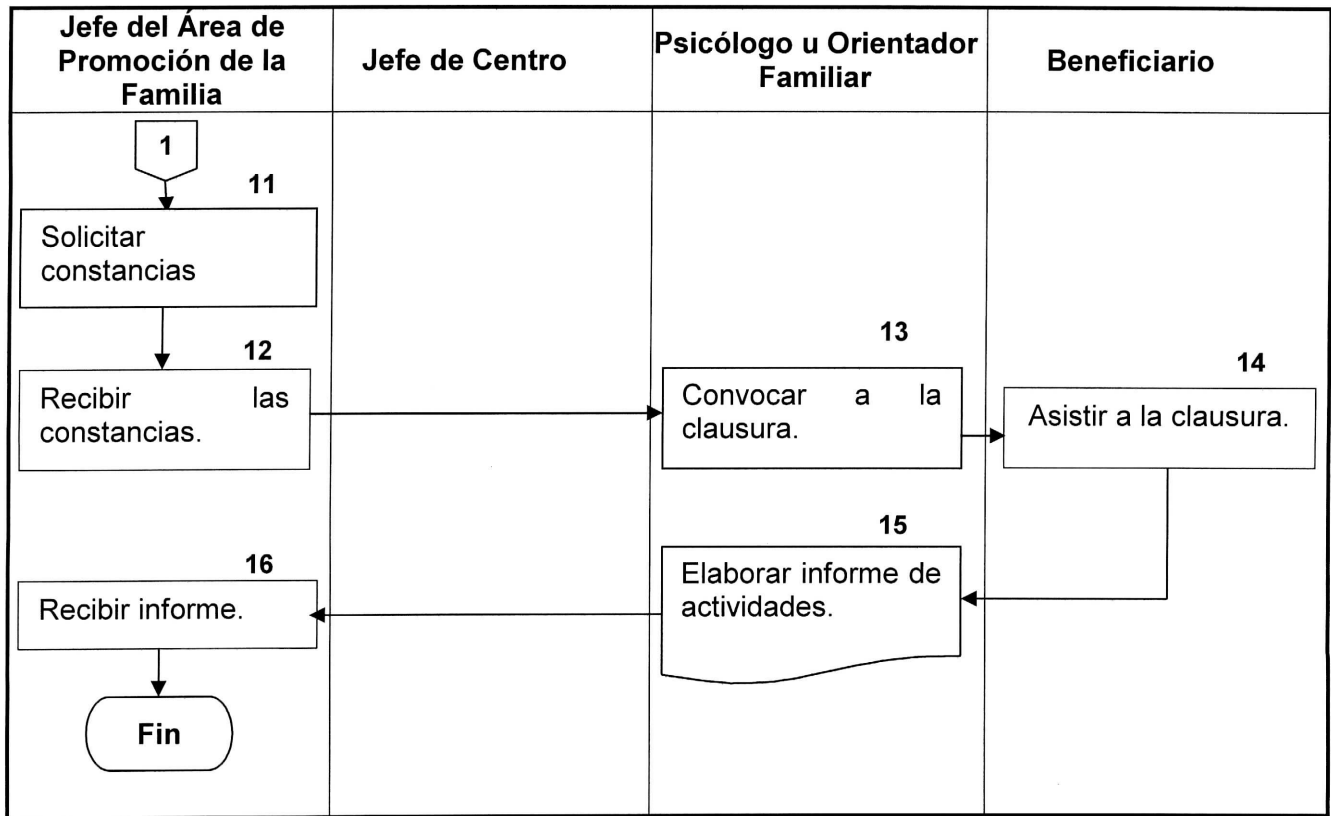 Jefe del Área de
Promoción de la
Familia
Jefe de Centro
Psicólogo u Orientador
Familiar
Beneficiario
1
11
Solicitar
constancias
12
Recibir las
constancias.
13
Convocar a la
clausura.
14
Asistir a la clausura.
15
Elaborar informe de
actividades.
16
Recibir informe.
Fin